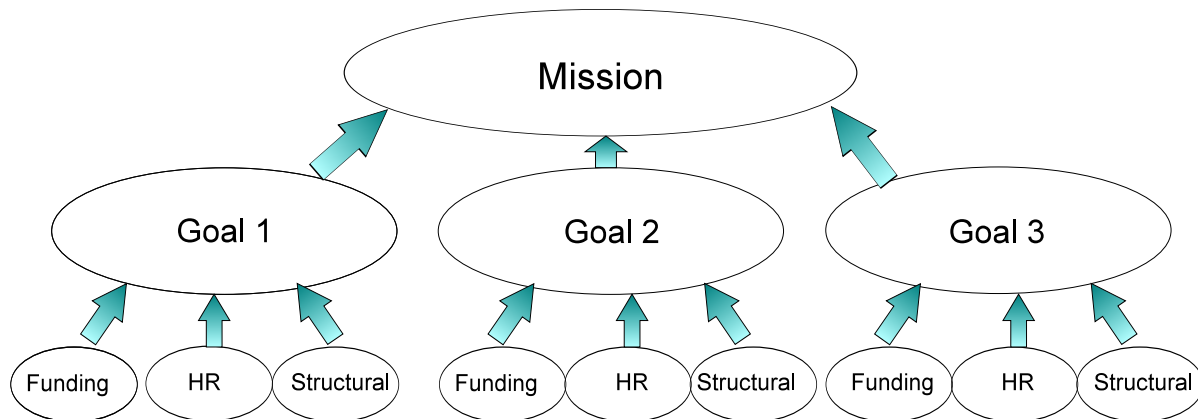 Mission
Goal 1
Goal 2
Goal 3
Funding
HR
Structural
Funding
HR
Structural
Funding
HR
Structural